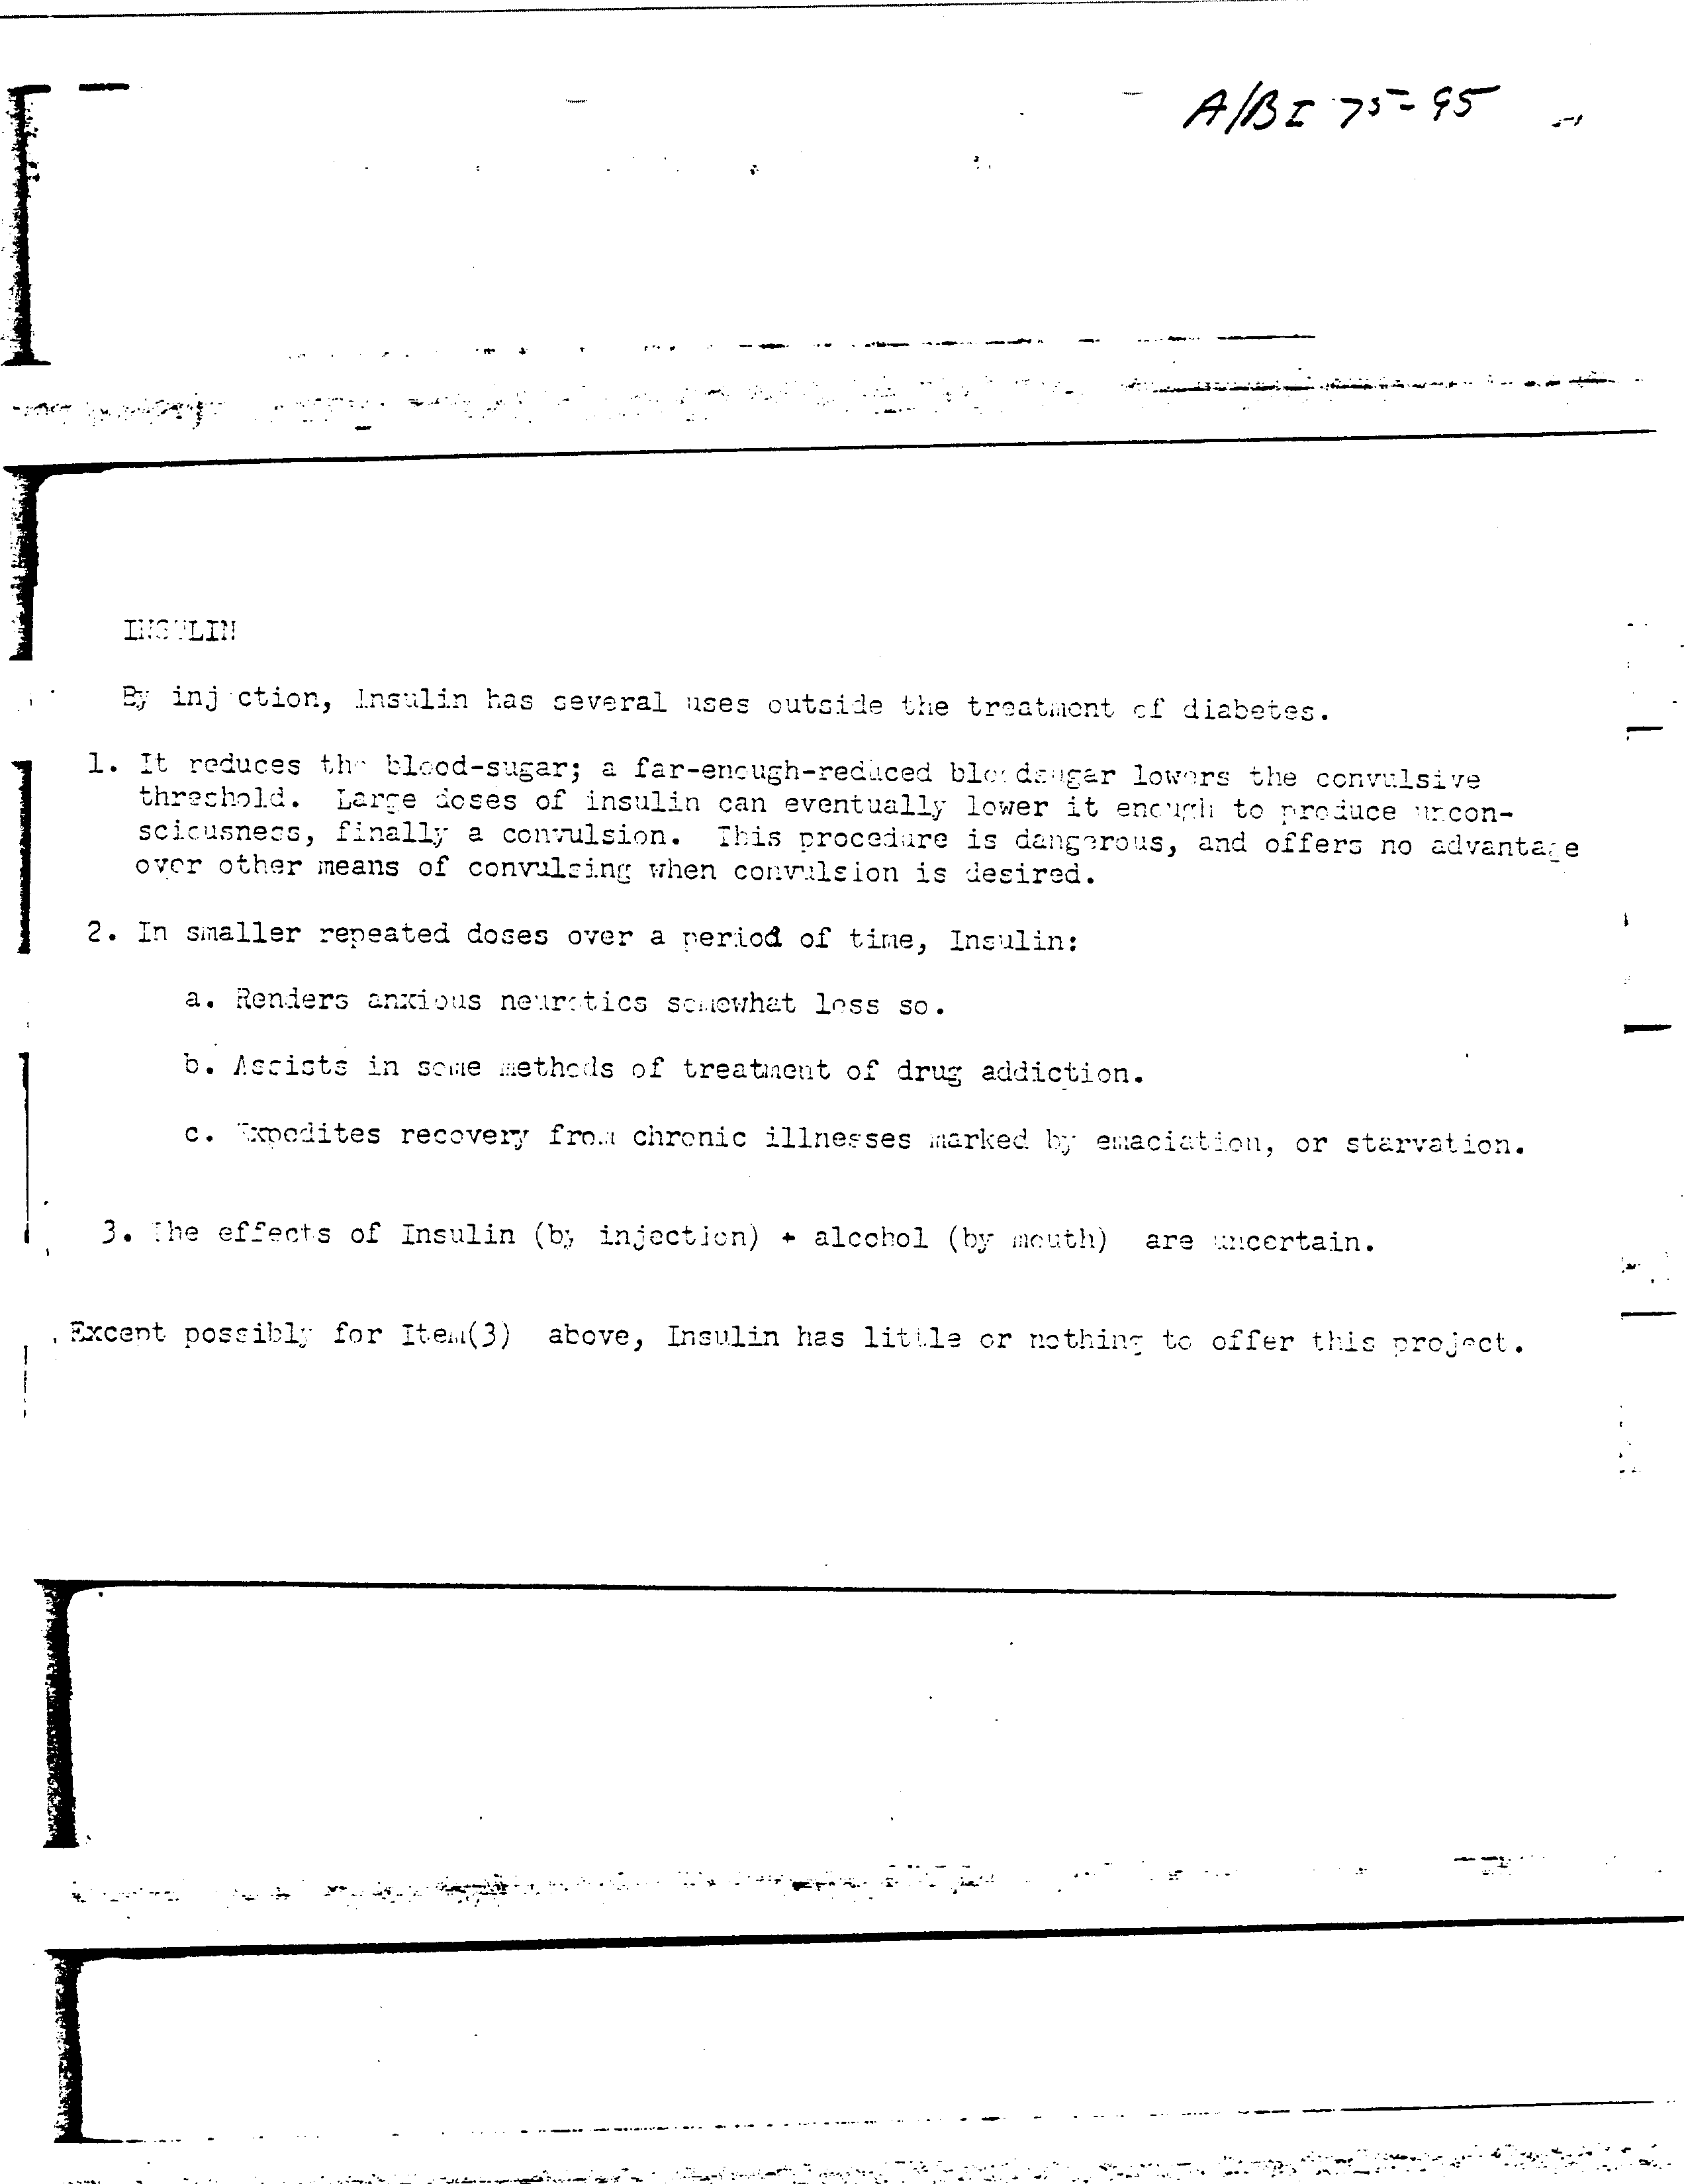 A/BI 75-95
INSULIN
By injection, Insulin has several uses outside the treatment of diabetes.
1. It reduces the blood-sugar; a far-enough-reduced bloodsugar lowers the convulsive
threshold. Large doses of insulin can eventually lower it enough to produce uncon-
sciousness, finally a convulsion. This procedure is dangerous, and offers no advantage
over other means of convulsing when convulsion is desired.
2. In smaller repeated doses over a period of time, Insulin:
a. Renders anxious neurotics somewhat less so.
b. Assists in some methods of treatment of drug addiction.
c. Expedites recovery from chronic illnesses marked by emaciation, or starvation.
3. The effects of Insulin (by injection) + alcohol (by mouth) are uncertain.
Except possibly for Item(3) above, Insulin has little or nothing to offer this project.